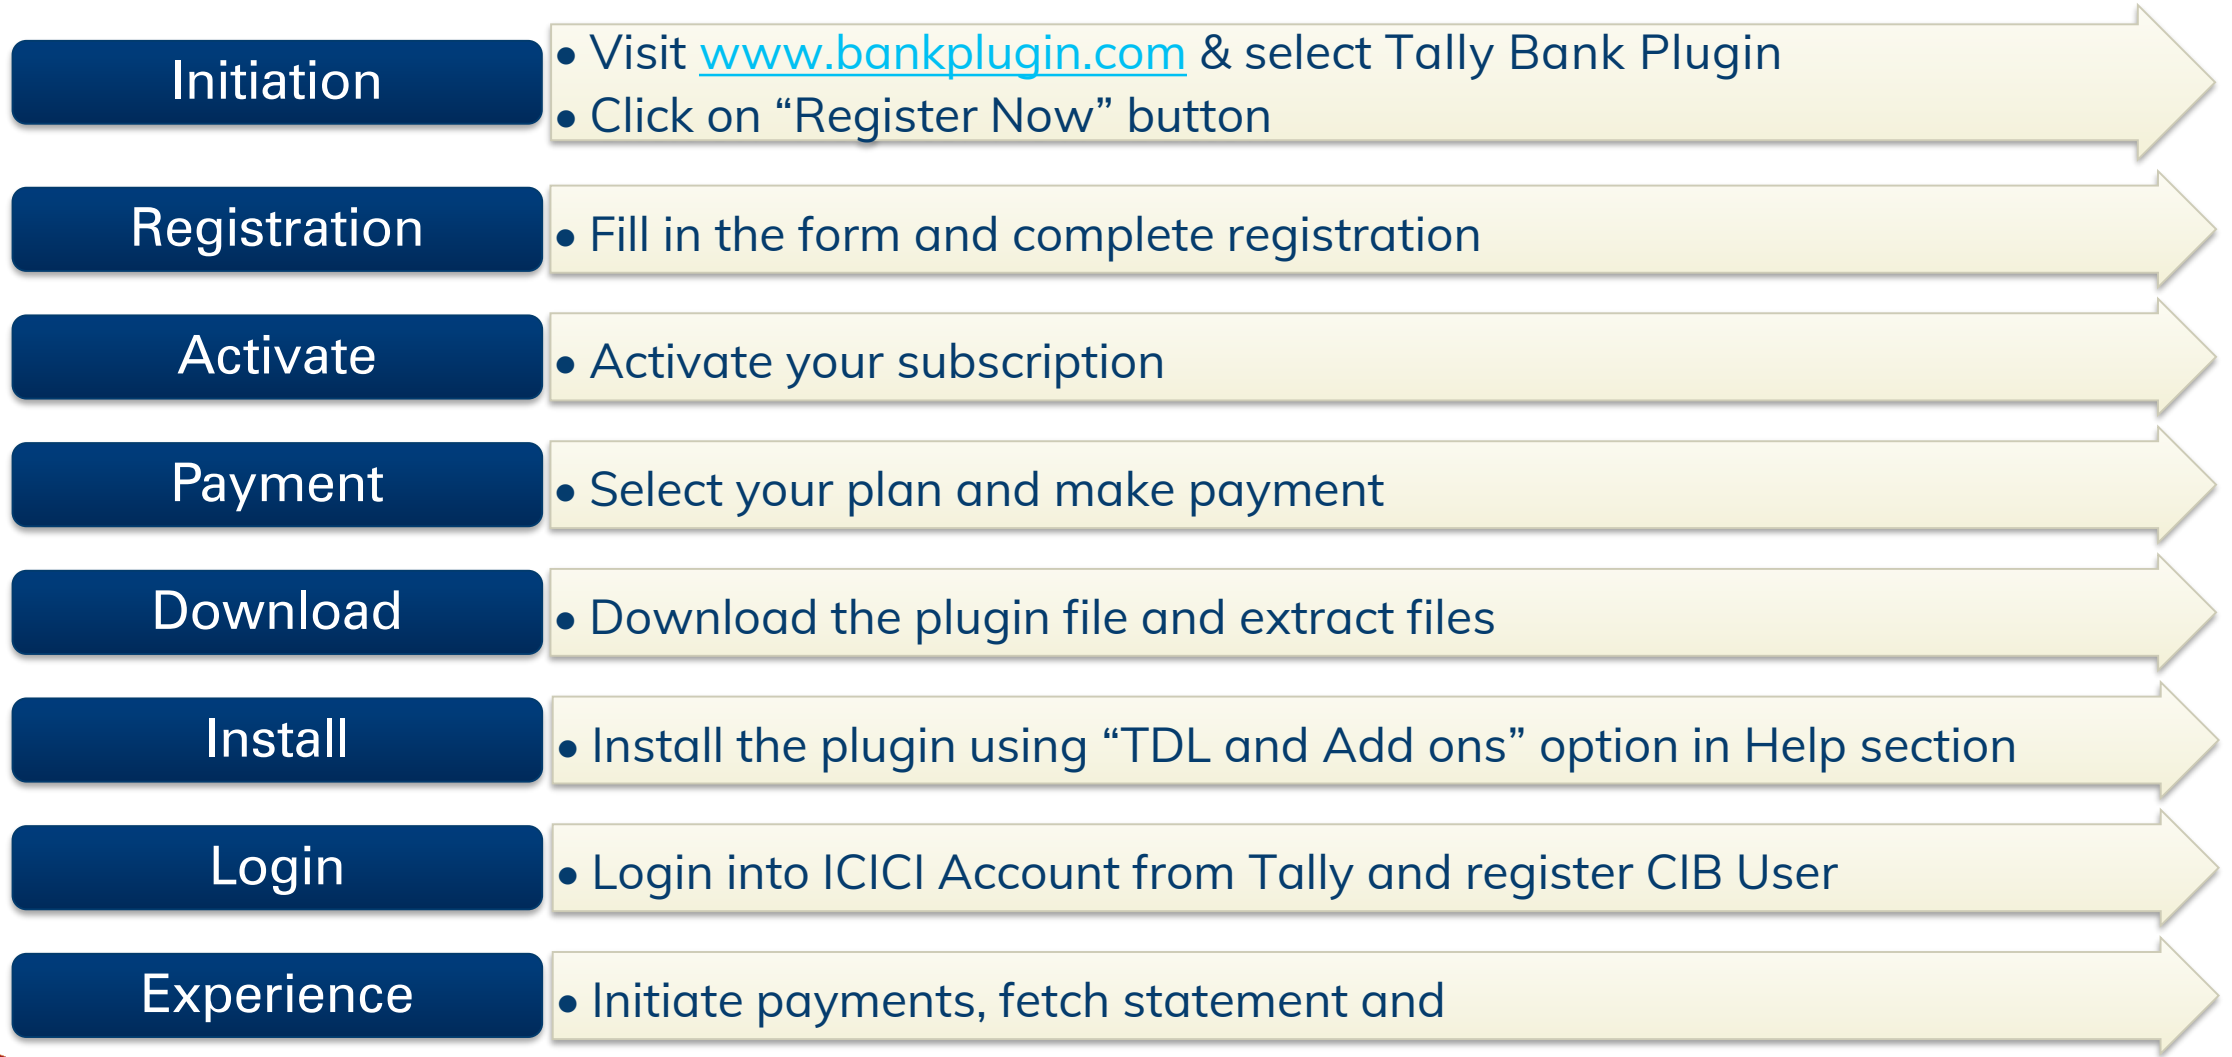 Initiation
• Visit www.bankplugin.com & select Tally Bank Plugin
• Click on “Register Now” button
Registration
• Fill in the form and complete registration
Activate
• Activate your subscription
Payment
• Select your plan and make payment
Download
• Download the plugin file and extract files
Install
• Install the plugin using “TDL and Add ons” option in Help section
Login
• Login into ICICI Account from Tally and register CIB User
Experience
• Initiate payments, fetch statement and